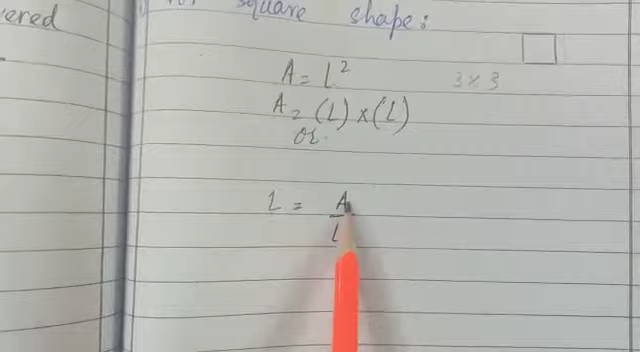 ered
square shape:
A = L²
3 × 3
A = (L) × (L)
or
L = A
L